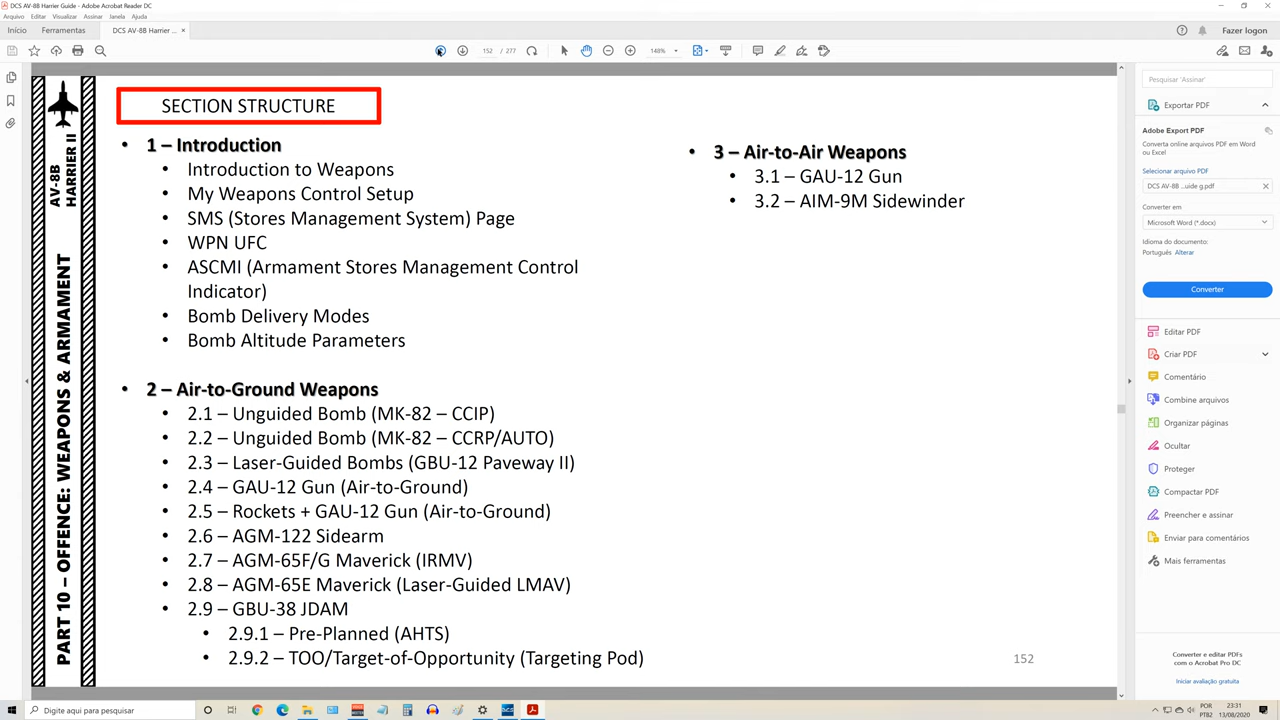 DCS AV-8B Harrier Guide - Adobe Acrobat Reader DC
Arquivo Editar Visualizar Assinar Janela Ajuda
Início Ferramentas DCS AV-8B Harrier ... × Fazer logon
152 / 277 148%
SECTION STRUCTURE
• 1 – Introduction
• Introduction to Weapons
• My Weapons Control Setup
• SMS (Stores Management System) Page
• WPN UFC
• ASCMI (Armament Stores Management Control
Indicator)
• Bomb Delivery Modes
• Bomb Altitude Parameters
• 2 – Air-to-Ground Weapons
• 2.1 – Unguided Bomb (MK-82 – CCIP)
• 2.2 – Unguided Bomb (MK-82 – CCRP/AUTO)
• 2.3 – Laser-Guided Bombs (GBU-12 Paveway II)
• 2.4 – GAU-12 Gun (Air-to-Ground)
• 2.5 – Rockets + GAU-12 Gun (Air-to-Ground)
• 2.6 – AGM-122 Sidearm
• 2.7 – AGM-65F/G Maverick (IRMV)
• 2.8 – AGM-65E Maverick (Laser-Guided LMAV)
• 2.9 – GBU-38 JDAM
• 2.9.1 – Pre-Planned (AHTS)
• 2.9.2 – TOO/Target-of-Opportunity (Targeting Pod)
• 3 – Air-to-Air Weapons
• 3.1 – GAU-12 Gun
• 3.2 – AIM-9M Sidewinder
152
AV-8B
HARRIER II
PART 10 – OFFENCE: WEAPONS & ARMAMENT
Pesquisar 'Assinar'
Exportar PDF
Adobe Export PDF
Converta online arquivos PDF em Word
ou Excel
Selecionar arquivo PDF
DCS AV-8B ...uide g.pdf ×
Converter em
Microsoft Word (*.docx)
Idioma do documento:
Português Alterar
Converter
Editar PDF
Criar PDF
Comentário
Combine arquivos
Organizar páginas
Ocultar
Proteger
Compactar PDF
Preencher e assinar
Enviar para comentários
Mais ferramentas
Converter e editar PDFs
com o Acrobat Pro DC
Iniciar avaliação gratuita
Digite aqui para pesquisar
POR
PTB2
23:31
13/08/2020